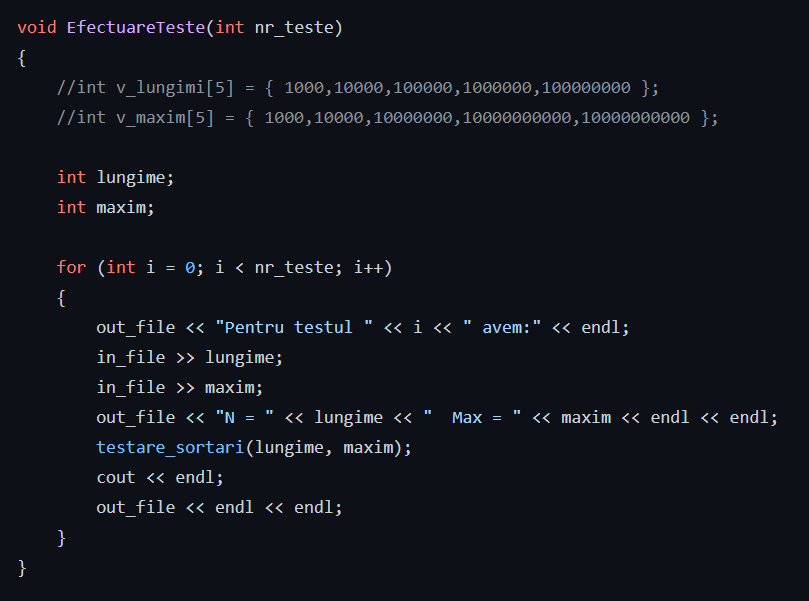 void EfectuareTeste(int nr_teste)
{
    //int v_lungimi[5] = { 1000,10000,100000,1000000,100000000 };
    //int v_maxim[5] = { 1000,10000,10000000,10000000000,10000000000 };

    int lungime;
    int maxim;

    for (int i = 0; i < nr_teste; i++)
    {
        out_file << "Pentru testul " << i << " avem:" << endl;
        in_file >> lungime;
        in_file >> maxim;
        out_file << "N = " << lungime << "  Max = " << maxim << endl << endl;
        testare_sortari(lungime, maxim);
        cout << endl;
        out_file << endl << endl;
    }
}